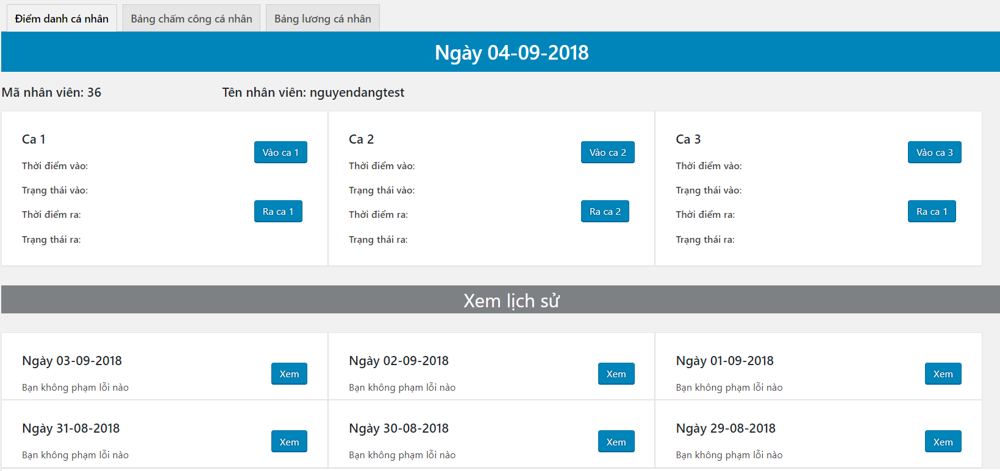 Điểm danh cá nhân Bảng chấm công cá nhân Bảng lương cá nhân
Ngày 04-09-2018
Mã nhân viên: 36 Tên nhân viên: nguyendangtest
Ca 1
Vào ca 1
Thời điểm vào:
Trạng thái vào:
Ra ca 1
Thời điểm ra:
Trạng thái ra:
Ca 2
Vào ca 2
Thời điểm vào:
Trạng thái vào:
Ra ca 2
Thời điểm ra:
Trạng thái ra:
Ca 3
Vào ca 3
Thời điểm vào:
Trạng thái vào:
Ra ca 1
Thời điểm ra:
Trạng thái ra:
Xem lịch sử
Ngày 03-09-2018
Xem
Bạn không phạm lỗi nào
Ngày 02-09-2018
Xem
Bạn không phạm lỗi nào
Ngày 01-09-2018
Xem
Bạn không phạm lỗi nào
Ngày 31-08-2018
Xem
Bạn không phạm lỗi nào
Ngày 30-08-2018
Xem
Bạn không phạm lỗi nào
Ngày 29-08-2018
Xem
Bạn không phạm lỗi nào